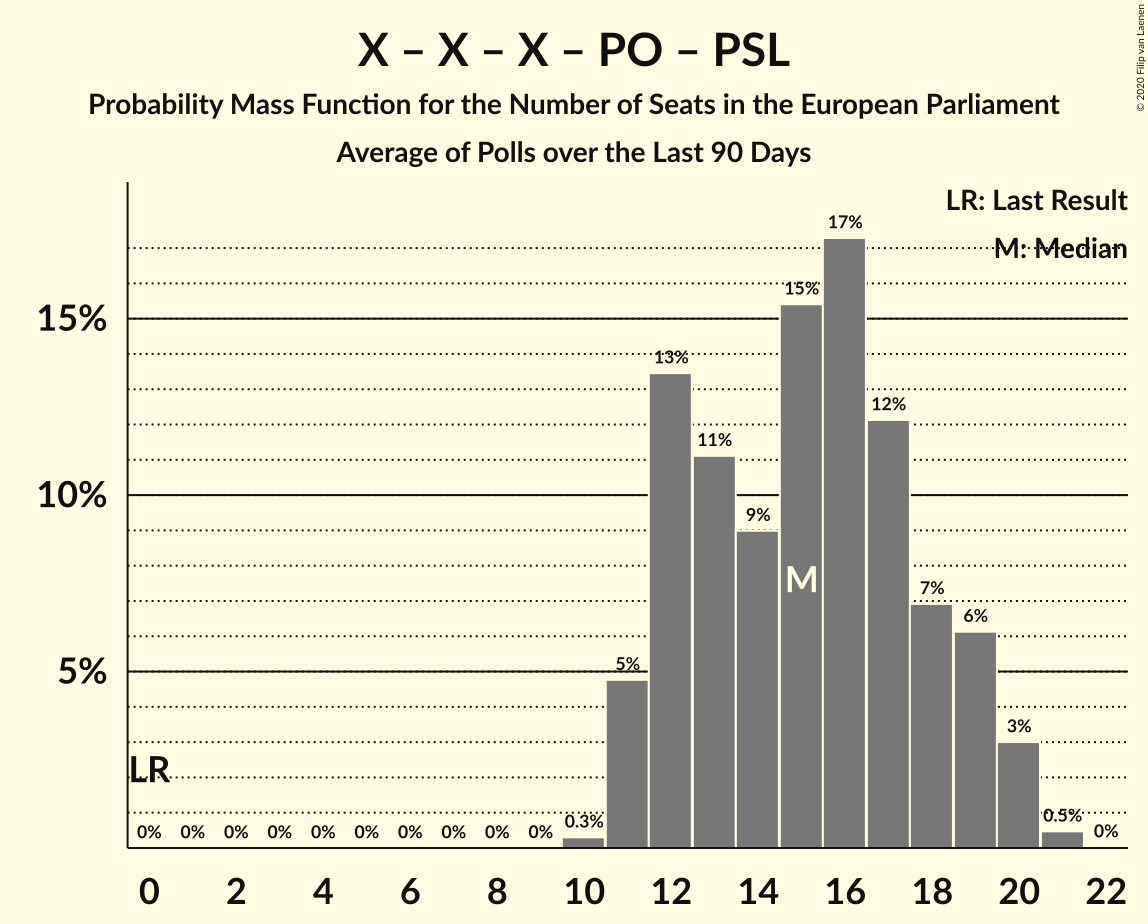 X – X – X – PO – PSL
Probability Mass Function for the Number of Seats in the European Parliament
Average of Polls over the Last 90 Days
© 2020 Filip van Laenen
LR: Last Result
M: Median
17%
15%
15%
13%
12%
11%
10%
9%
M
7%
6%
5%
5%
3%
LR
0% 0% 0% 0% 0% 0% 0% 0% 0% 0% 0.3% 0.5% 0%
0 2 4 6 8 10 12 14 16 18 20 22